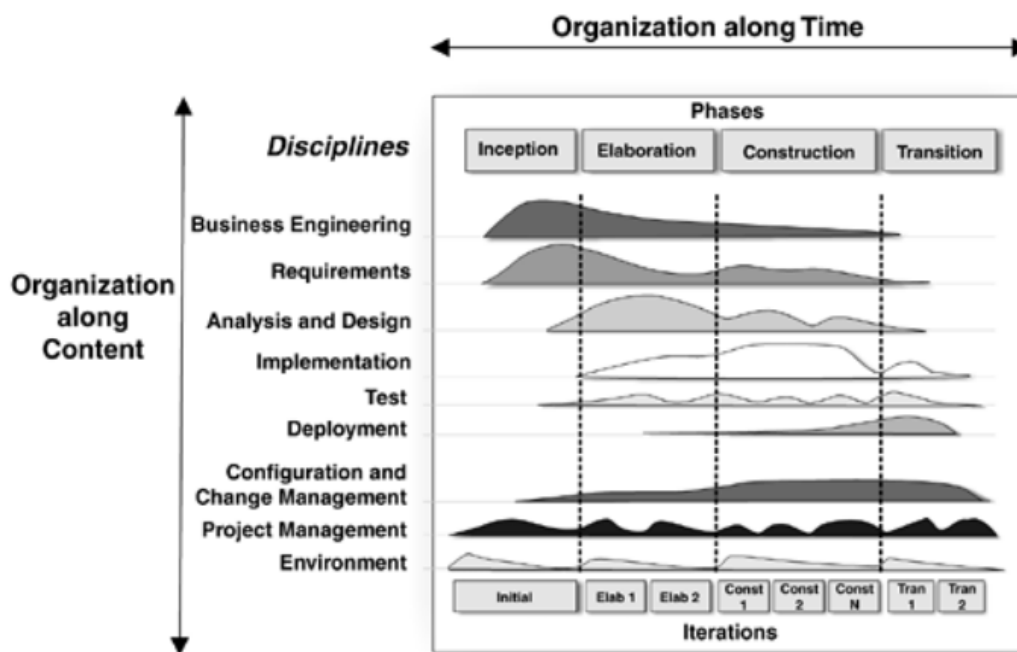 Organization along Time
Phases
Disciplines
Inception
Elaboration
Construction
Transition
Business Engineering
Requirements
Organization
along
Content
Analysis and Design
Implementation
Test
Deployment
Configuration and
Change Management
Project Management
Environment
Initial
Elab 1
Elab 2
Const
1
Const
2
Const
N
Tran
1
Tran
2
Iterations